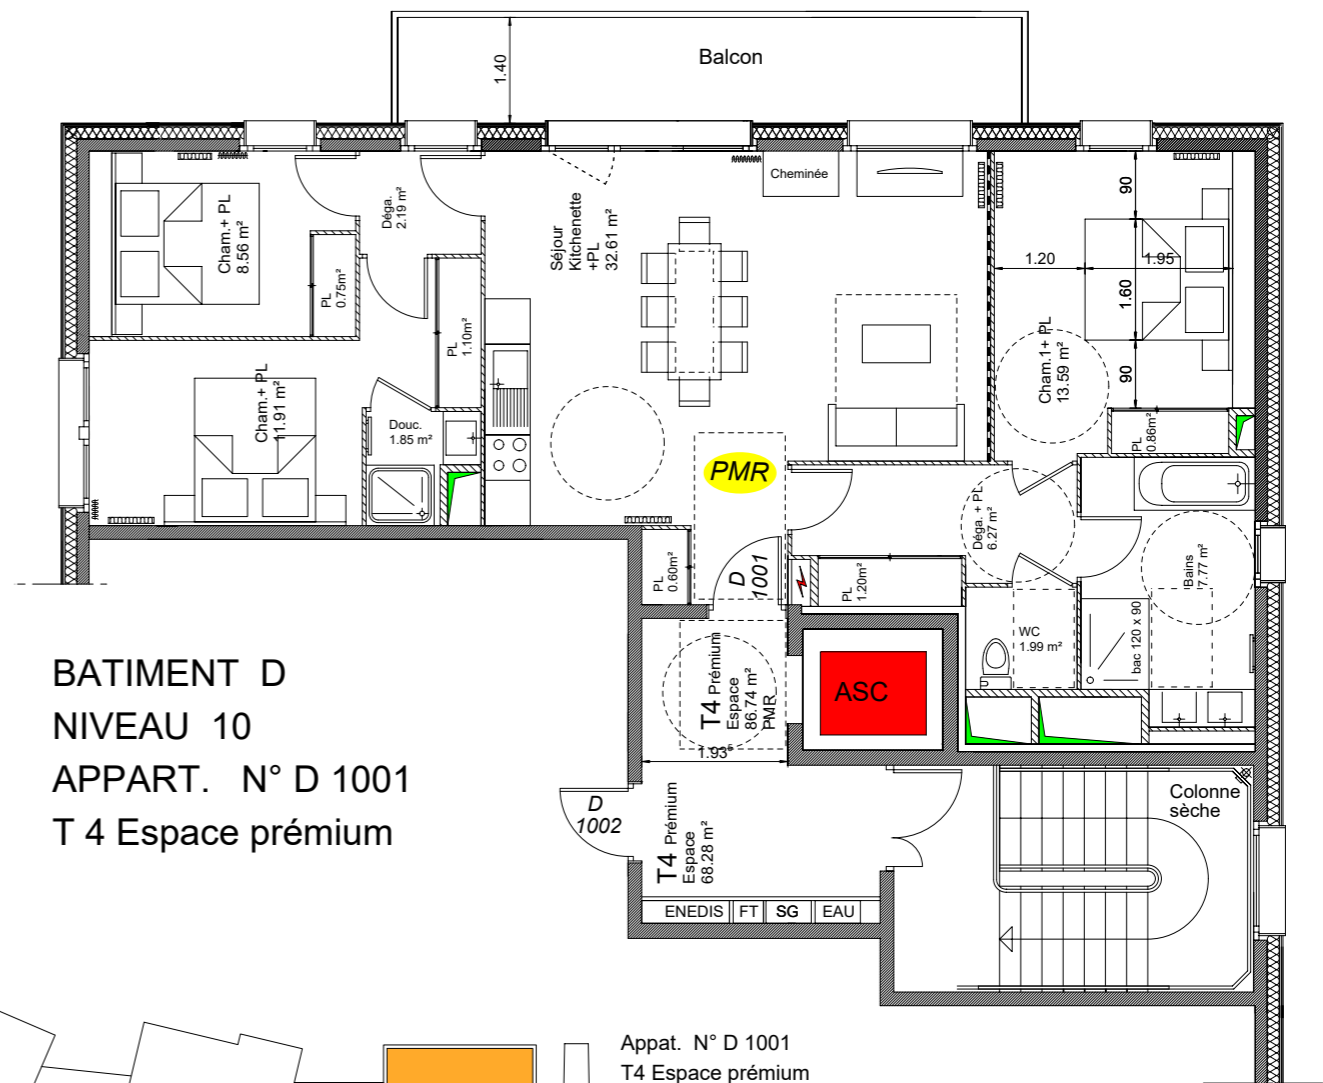 Balcon
1.40
Cheminée
Cham.+ PL
8.56 m²
Déga.
2.19 m²
Séjour
Kitchenette
+PL
32.61 m²
90
1.20
1.95
1.60
90
Cham.1+ PL
13.59 m²
PL
0.75m²
PL
1.10m²
Cham.+ PL
11.91 m²
Douc.
1.85 m²
PL
0.86m²
PMR
Déga. + PL
6.27 m²
Bains
7.77 m²
PL
0.60m²
D
1001
PL
1.20m²
WC
1.99 m²
bac 120 x 90
T4 Prémium
Espace
86.74 m²
PMR
ASC
1.93⁵
BATIMENT D
NIVEAU 10
APPART. N° D 1001
T 4 Espace prémium
D
1002
T4 Prémium
Espace
68.28 m²
Colonne
sèche
ENEDIS
FT
SG
EAU
Appat. N° D 1001
T4 Espace prémium